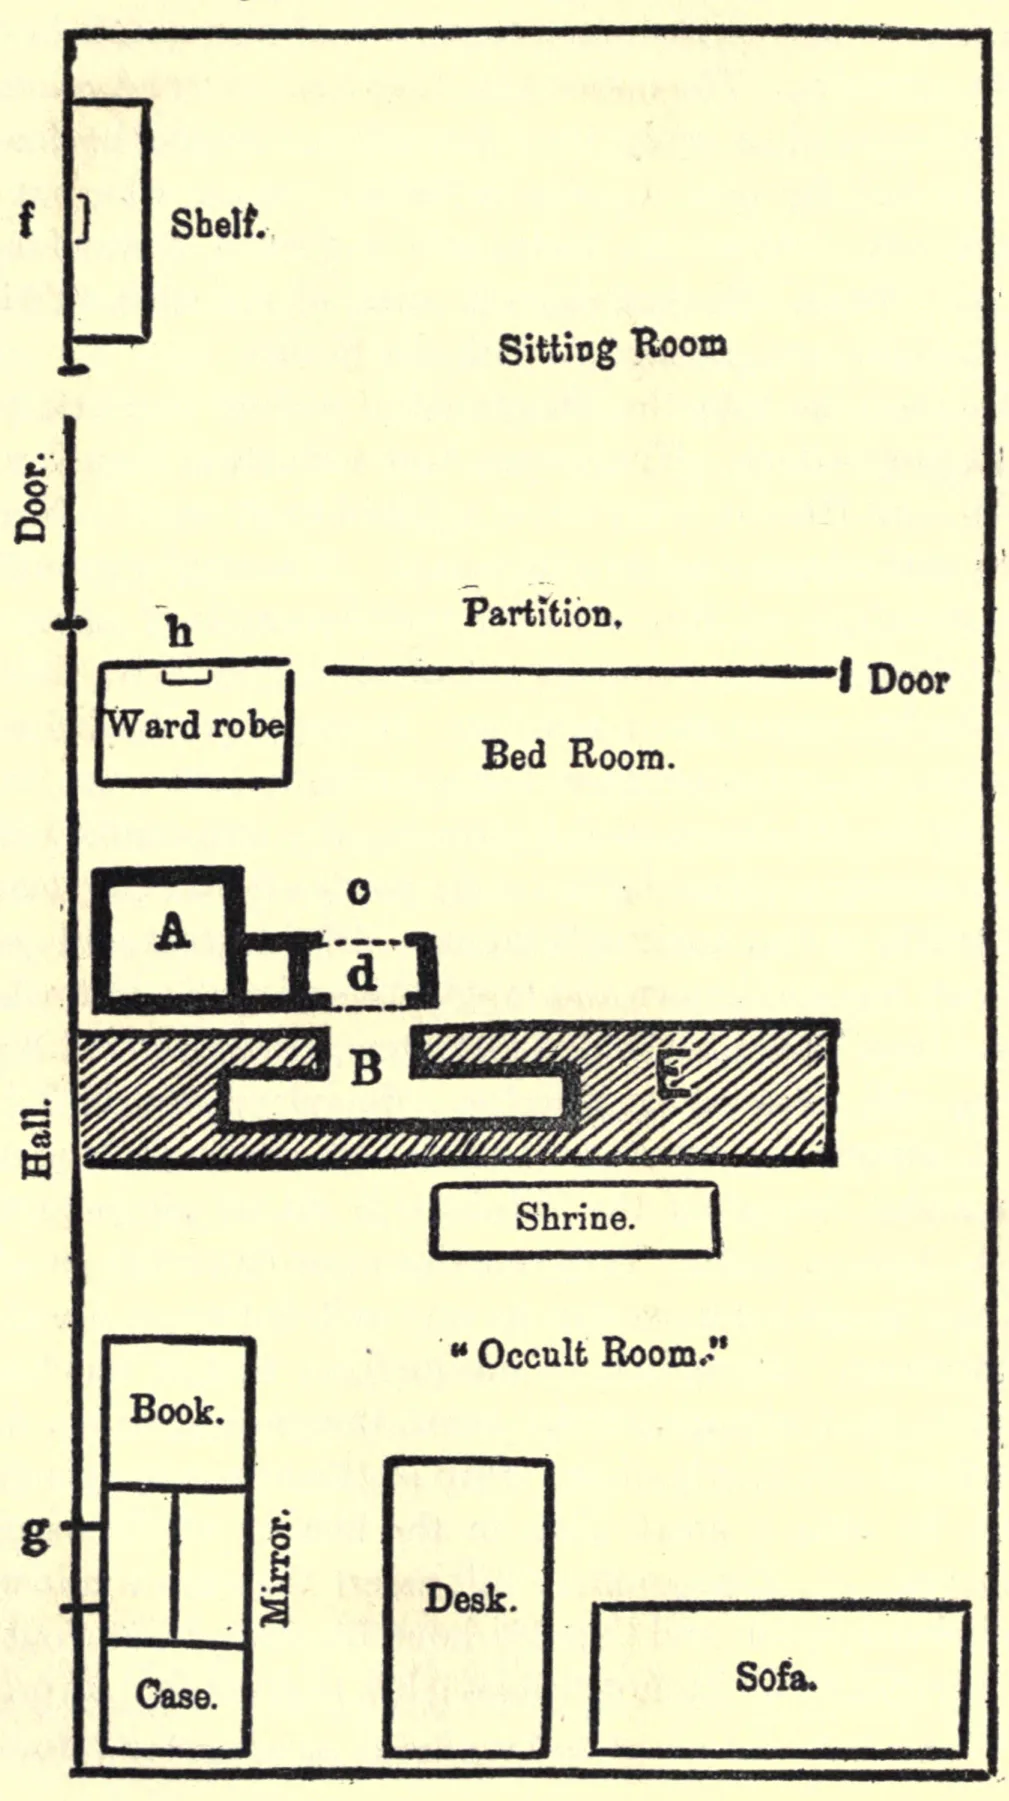 f
Shelf.
Sitting Room
Door.
Partition.
h
Door
Ward robe
Bed Room.
A
c
d
B
E
Hall.
Shrine.
"Occult Room."
Book.
g
Mirror.
Desk.
Case.
Sofa.